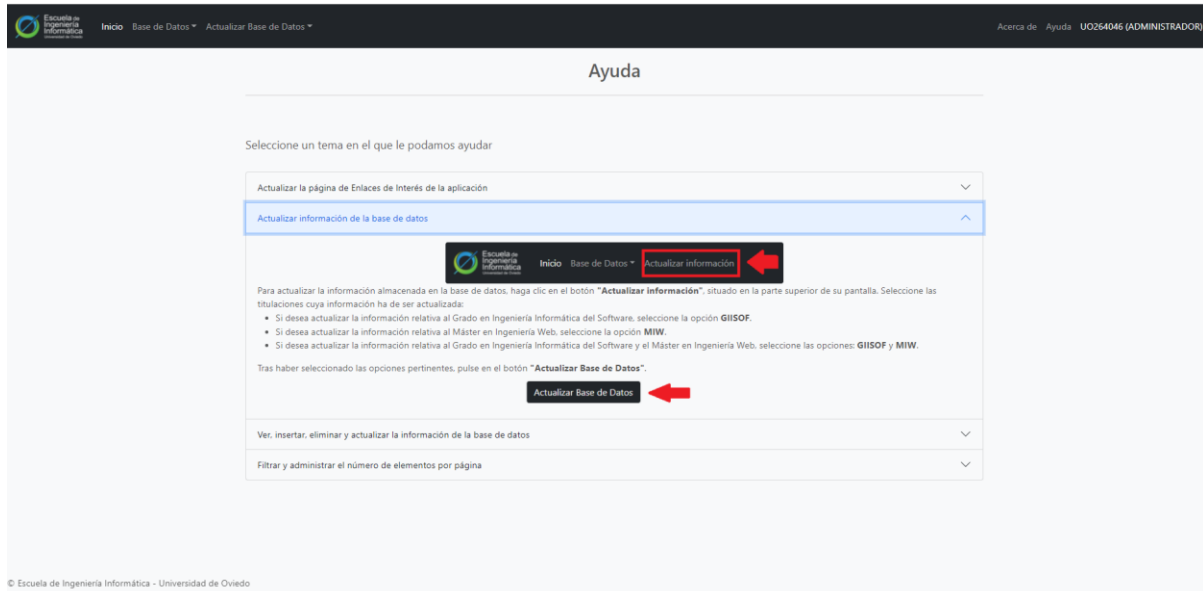 Escuela de
Ingeniería
Informática
Universidad de Oviedo
Inicio Base de Datos Actualizar Base de Datos
Acerca de Ayuda UO264046 (ADMINISTRADOR)
Ayuda
Seleccione un tema en el que le podamos ayudar
Actualizar la página de Enlaces de Interés de la aplicación
Actualizar información de la base de datos
Escuela de
Ingeniería
Informática
Universidad de Oviedo
Inicio Base de Datos Actualizar información
Para actualizar la información almacenada en la base de datos, haga clic en el botón "Actualizar información", situado en la parte superior de su pantalla. Seleccione las
titulaciones cuya información ha de ser actualizada:
• Si desea actualizar la información relativa al Grado en Ingeniería Informática del Software, seleccione la opción GIISOF.
• Si desea actualizar la información relativa al Máster en Ingeniería Web, seleccione la opción MIW.
• Si desea actualizar la información relativa al Grado en Ingeniería Informática del Software y el Máster en Ingeniería Web, seleccione las opciones: GIISOF y MIW.
Tras haber seleccionado las opciones pertinentes, pulse en el botón "Actualizar Base de Datos".
Actualizar Base de Datos
Ver, insertar, eliminar y actualizar la información de la base de datos
Filtrar y administrar el número de elementos por página
© Escuela de Ingeniería Informática - Universidad de Oviedo